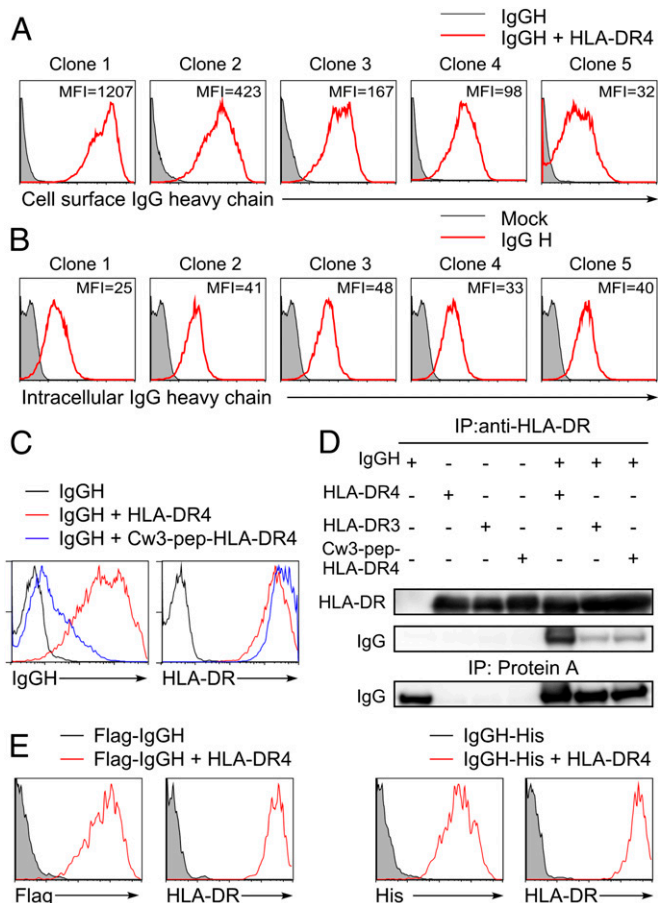 A
IgGH
IgGH + HLA-DR4
Clone 1 Clone 2 Clone 3 Clone 4 Clone 5
MFI=1207 MFI=423 MFI=167 MFI=98 MFI=32
Cell surface IgG heavy chain
B
Mock
IgG H
Clone 1 Clone 2 Clone 3 Clone 4 Clone 5
MFI=25 MFI=41 MFI=48 MFI=33 MFI=40
Intracellular IgG heavy chain
C
IgGH
IgGH + HLA-DR4
IgGH + Cw3-pep-HLA-DR4
IgGH HLA-DR
D
IP:anti-HLA-DR
IgGH + - - - + + +
HLA-DR4 - + - - + - -
HLA-DR3 - - + - - + -
Cw3-pep-
HLA-DR4 - - - + - - +
HLA-DR
IgG
IP: Protein A
IgG
E
Flag-IgGH
Flag-IgGH + HLA-DR4
Flag HLA-DR
IgGH-His
IgGH-His + HLA-DR4
His HLA-DR